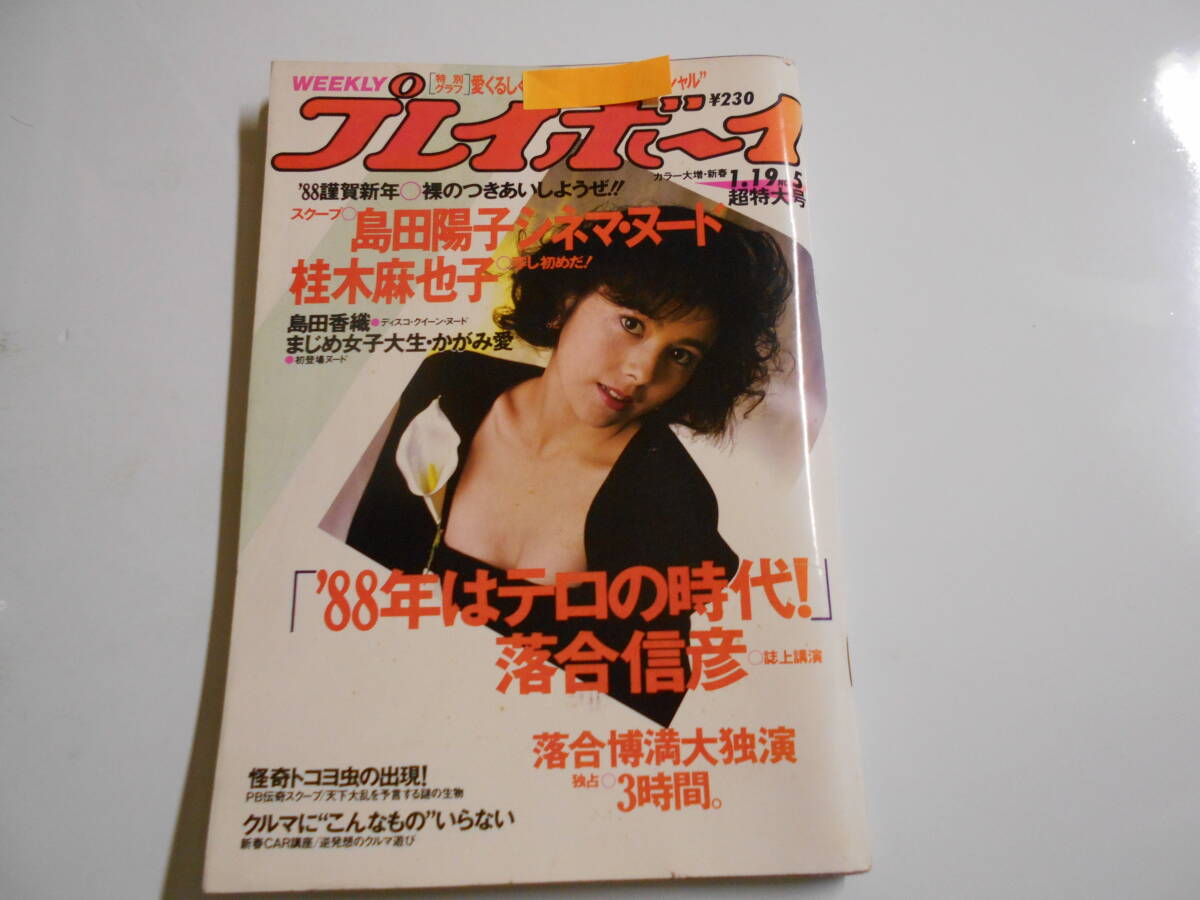 WEEKLY [特別グラフ] 愛くるし シャル"
プレイボーイ
¥230
'88謹賀新年○裸のつきあいしようぜ!!
カラー大増・新春
1.19 No.5
超特大号
スクープ○島田陽子シネマ・ヌード
桂木麻也子○ し初めだ!
島田香織●ディスコ・クイーン・ヌード
まじめ女子大生・かがみ愛
●初登場ヌード
「'88年はテロの時代!」
落合信彦○誌上講演
落合博満大独演
独占○3時間。
怪奇トコヨ虫の出現!
PB伝奇スクープ/天下大乱を予言する謎の生物
クルマに"こんなもの"いらない
新春CAR講座/逆発想のクルマ遊び